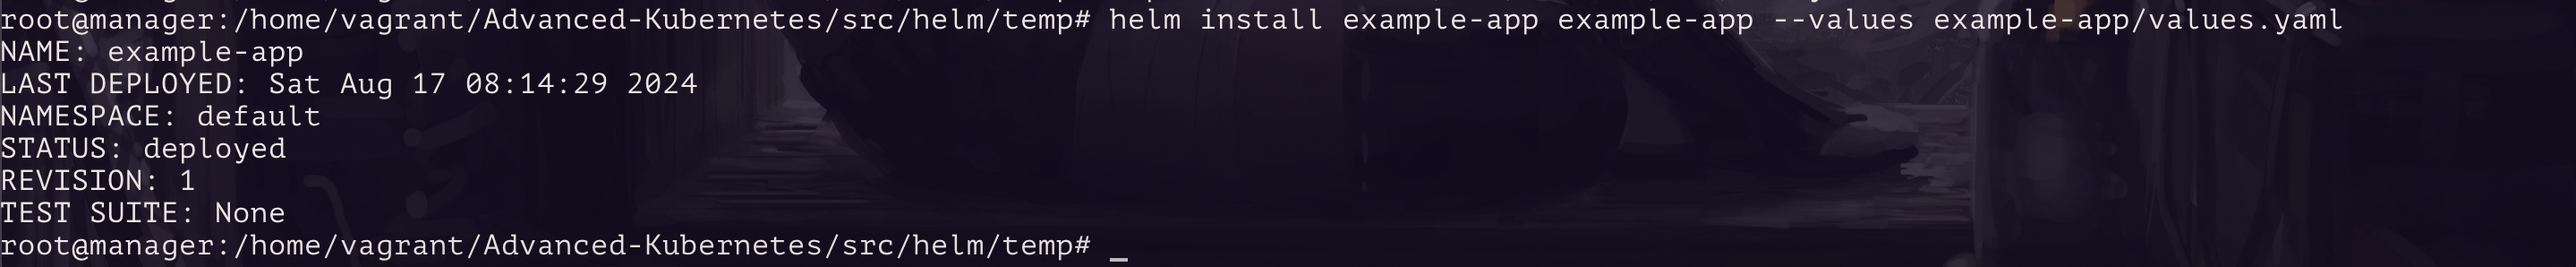 root@manager:/home/vagrant/Advanced-Kubernetes/src/helm/temp# helm install example-app example-app --values example-app/values.yaml
NAME: example-app
LAST DEPLOYED: Sat Aug 17 08:14:29 2024
NAMESPACE: default
STATUS: deployed
REVISION: 1
TEST SUITE: None
root@manager:/home/vagrant/Advanced-Kubernetes/src/helm/temp# _